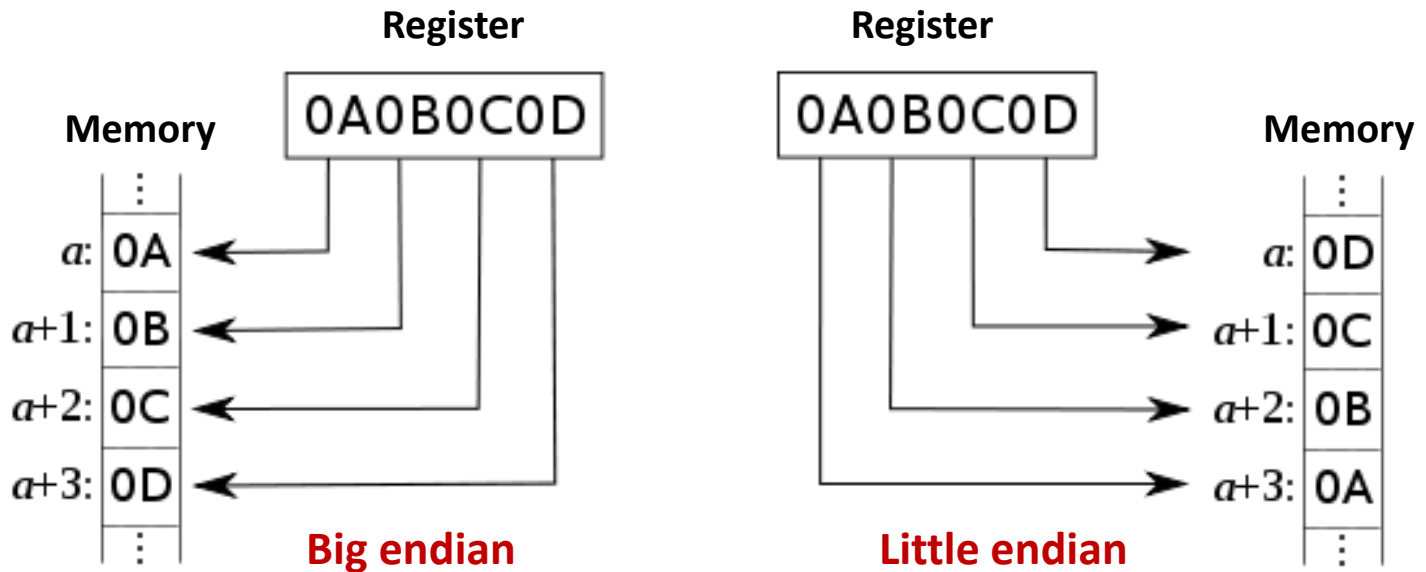 Register
0A0B0C0D
Memory
⋮
a: 0A
a+1: 0B
a+2: 0C
a+3: 0D
⋮
Big endian
Register
0A0B0C0D
Memory
⋮
a: 0D
a+1: 0C
a+2: 0B
a+3: 0A
⋮
Little endian